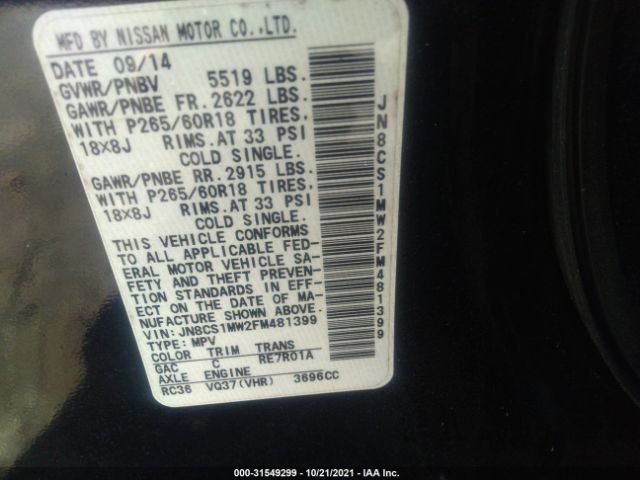 MFD BY NISSAN MOTOR CO.,LTD.
DATE 09/14
GVWR/PNBV 5519 LBS.
GAWR/PNBE FR.2622 LBS.
WITH P265/60R18 TIRES,
18X8J RIMS.AT 33 PSI
COLD SINGLE.
GAWR/PNBE RR.2915 LBS.
WITH P265/60R18 TIRES,
18X8J RIMS.AT 33 PSI
COLD SINGLE.
THIS VEHICLE CONFORMS
TO ALL APPLICABLE FED-
ERAL MOTOR VEHICLE SA-
FETY AND THEFT PREVEN-
TION STANDARDS IN EFF-
ECT ON THE DATE OF MA-
NUFACTURE SHOWN ABOVE.
VIN: JN8CS1MW2FM481399
TYPE: MPV
COLOR TRIM TRANS
GAC C RE7R01A
AXLE ENGINE
RC36 VQ37(VHR) 3696CC
JN8CS1MW2FM481399
000-31549299 - 10/21/2021 - IAA Inc.